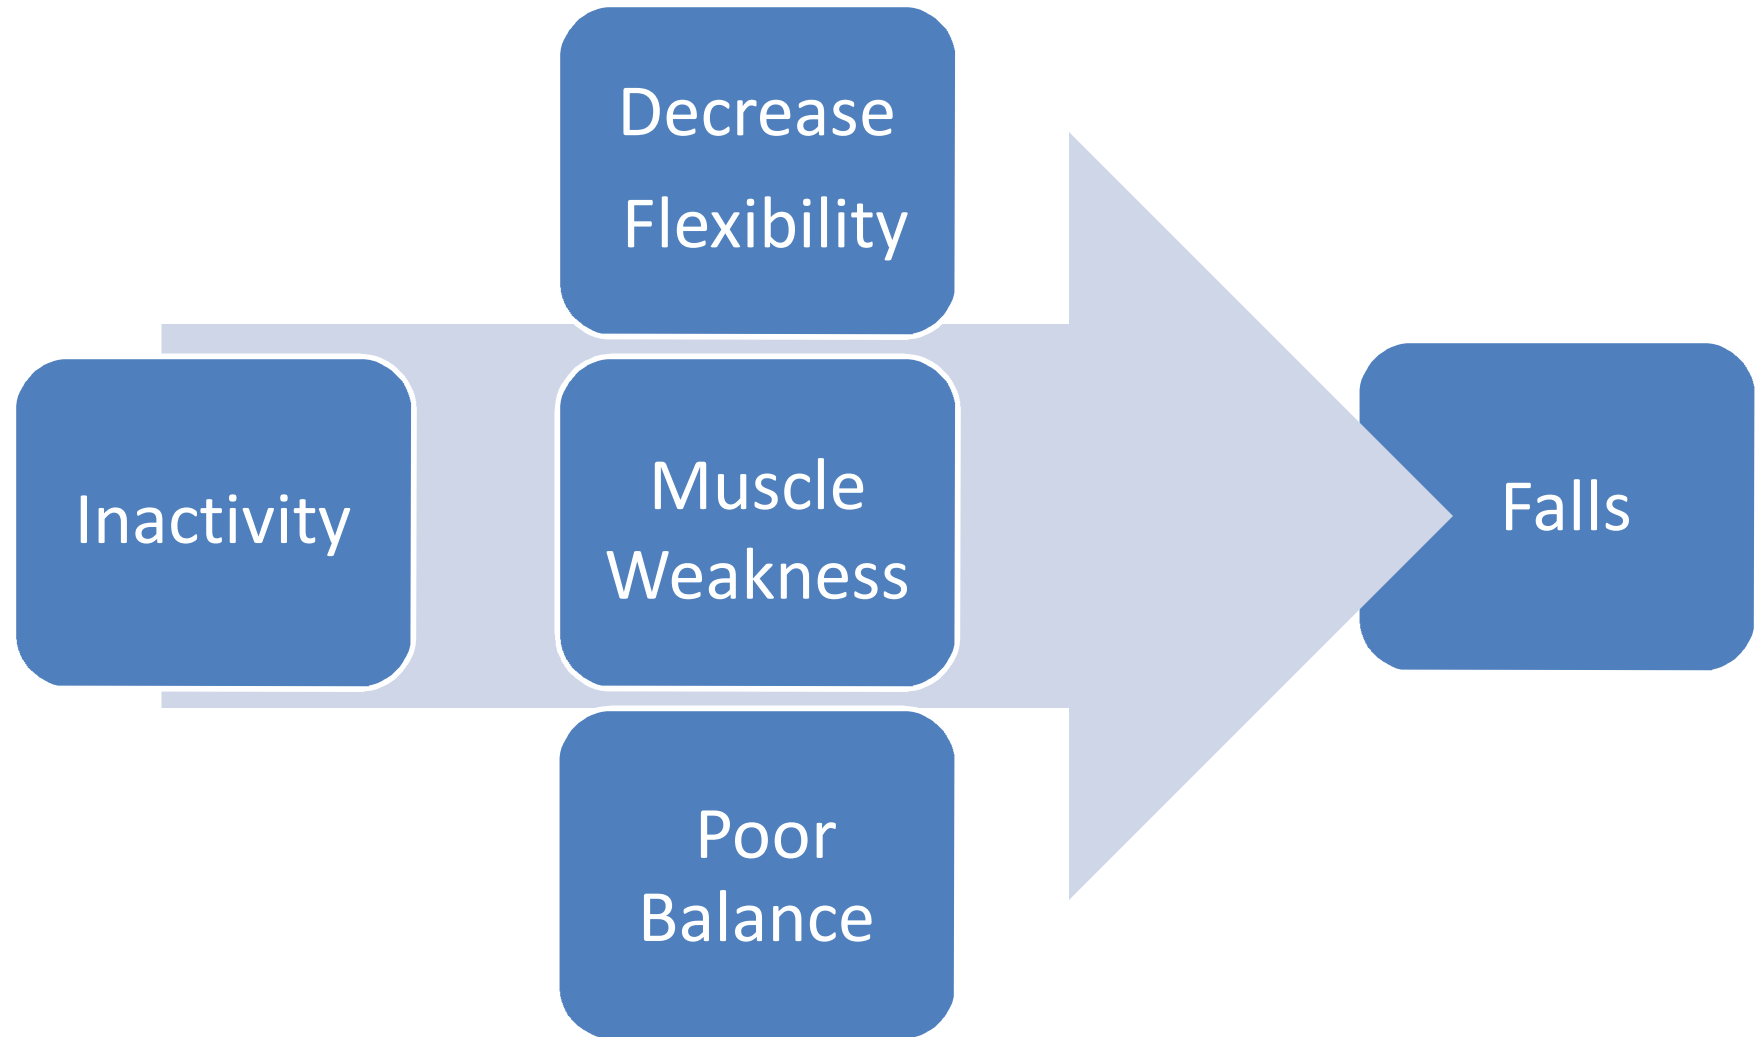 Inactivity
Decrease
Flexibility
Muscle
Weakness
Poor
Balance
Falls